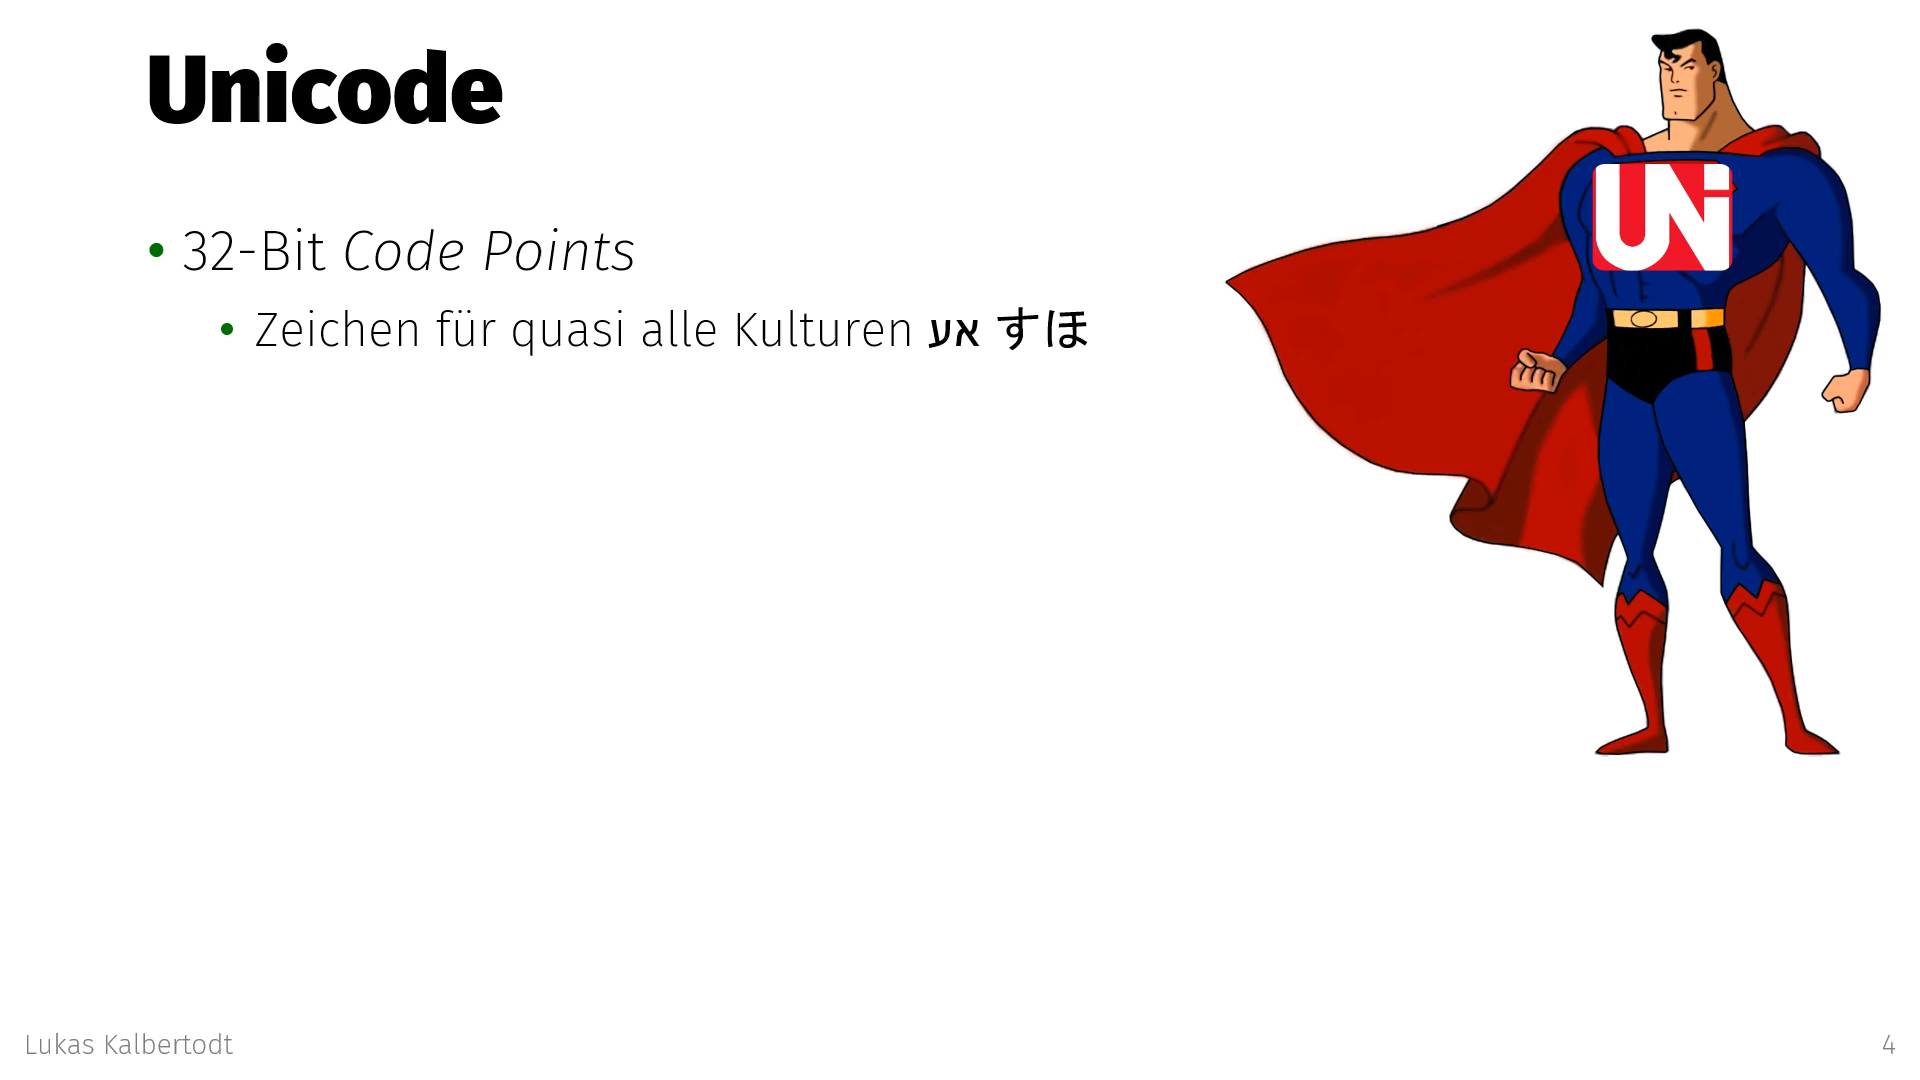 Unicode
UNi
• 32-Bit Code Points
• Zeichen für quasi alle Kulturen אע すほ
Lukas Kalbertodt
4